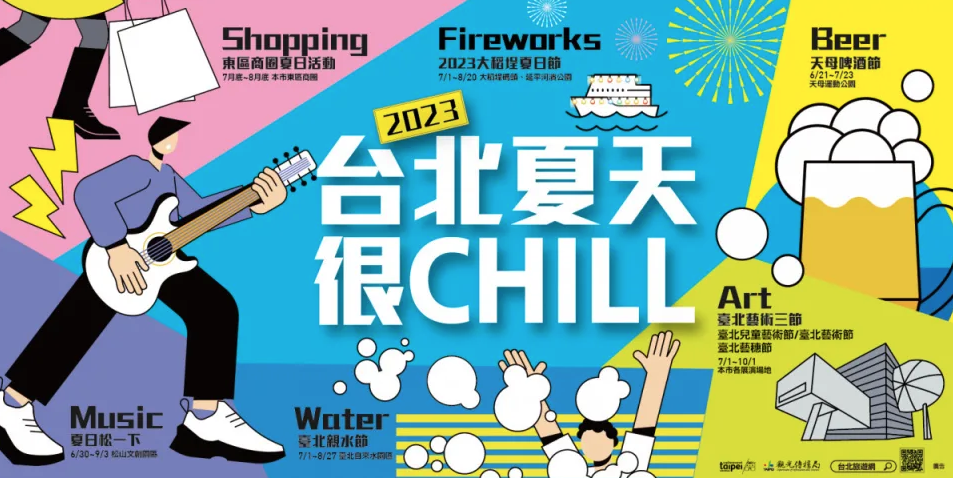 Shopping
東區商圈夏日活動
7月底~8月底 本市東區商圈
Fireworks
2023大稻埕夏日節
7/1~8/20 大稻埕碼頭、延平河濱公園
Beer
天母啤酒節
6/21~7/23
天母運動公園
2023
台北夏天
很CHILL
Art
臺北藝術三節
臺北兒童藝術節/臺北藝術節
臺北藝穗節
7/1~10/1
本市各展演場地
Music
夏日松一下
6/30~9/3 松山文創園區
Water
臺北親水節
7/1~8/27 臺北自來水園區
taipei
觀光傳播局
台北旅遊網
廣告